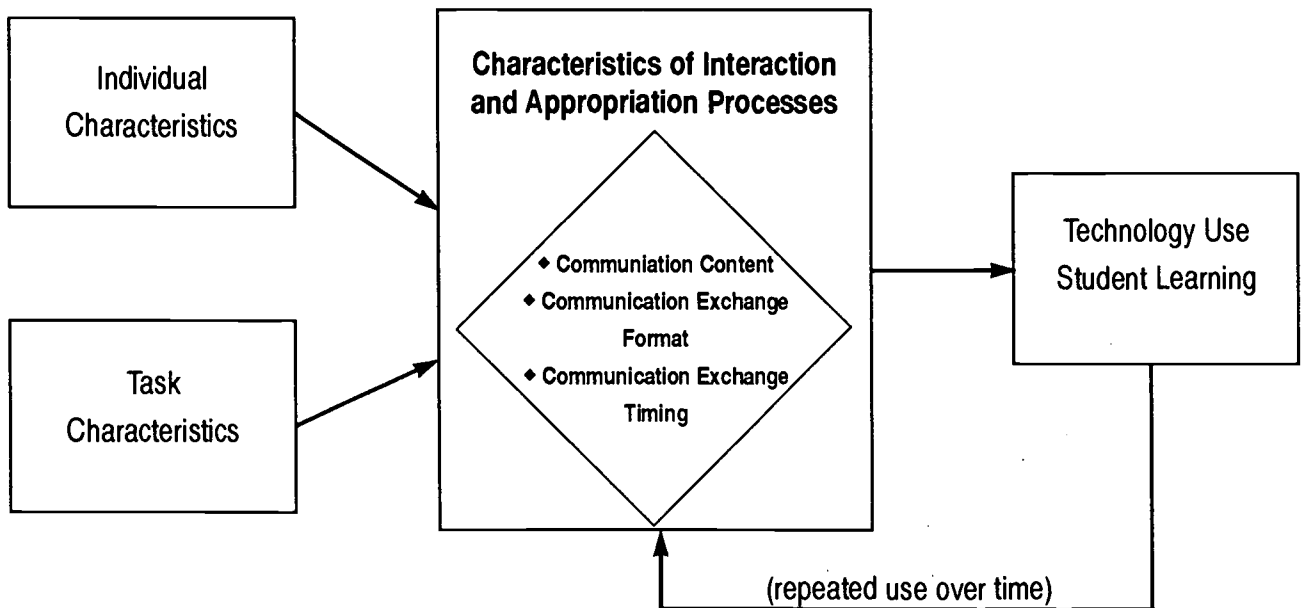 Individual
Characteristics
Task
Characteristics
Characteristics of Interaction
and Appropriation Processes
◆ Communiation Content
◆ Communication Exchange
Format
◆ Communication Exchange
Timing
Technology Use
Student Learning
(repeated use over time)